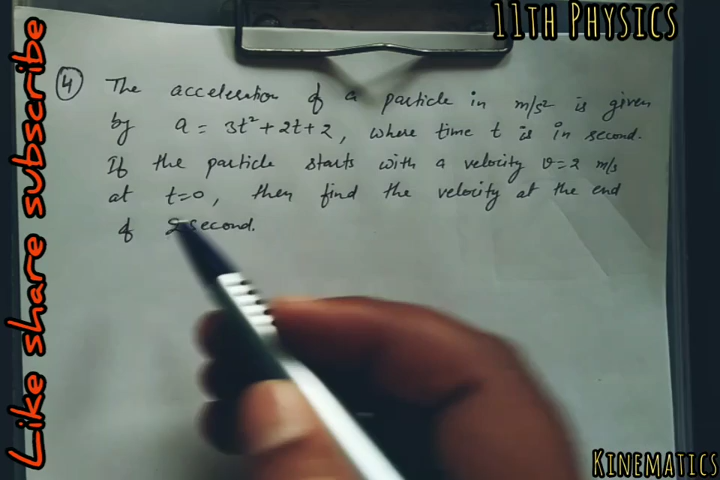 11th Physics
Like share subscribe
④ The acceleration of a particle in m/s² is given
by a = 3t²+2t+2, where time t is in second.
If the particle starts with a velocity v=2 m/s
at t=0, then find the velocity at the end
of 2 second.
Kinematics